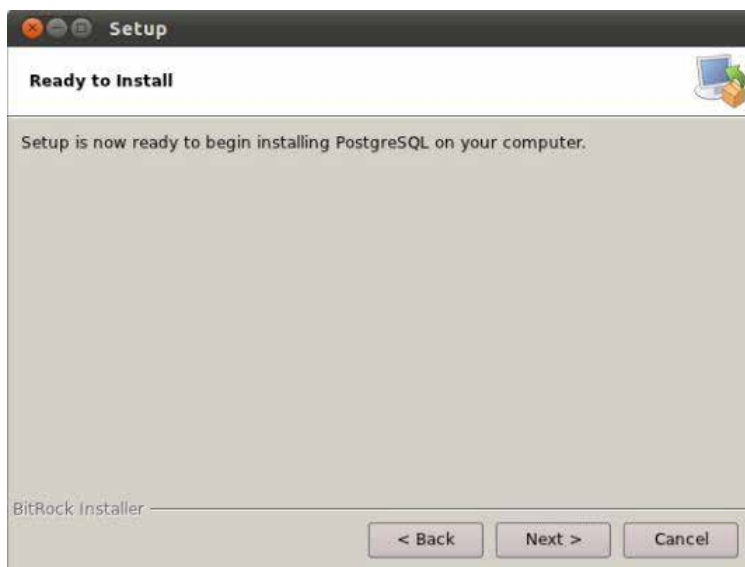 Setup
Ready to Install
Setup is now ready to begin installing PostgreSQL on your computer.
BitRock Installer
< Back Next > Cancel